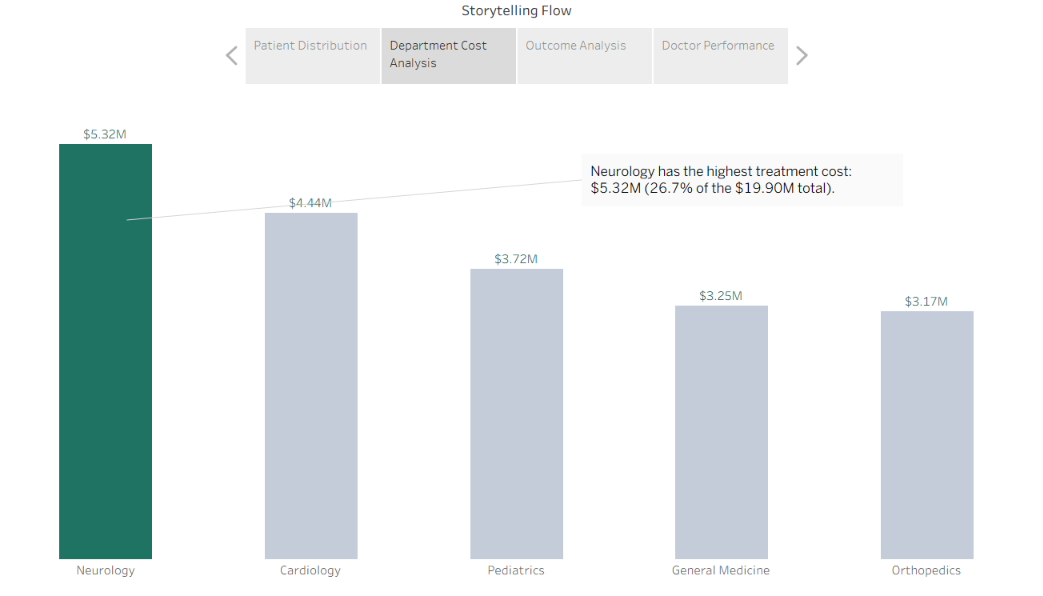 Storytelling Flow
Patient Distribution
Department Cost
Analysis
Outcome Analysis
Doctor Performance
$5.32M
Neurology has the highest treatment cost:
$5.32M (26.7% of the $19.90M total).
$4.44M
$3.72M
$3.25M
$3.17M
Neurology
Cardiology
Pediatrics
General Medicine
Orthopedics